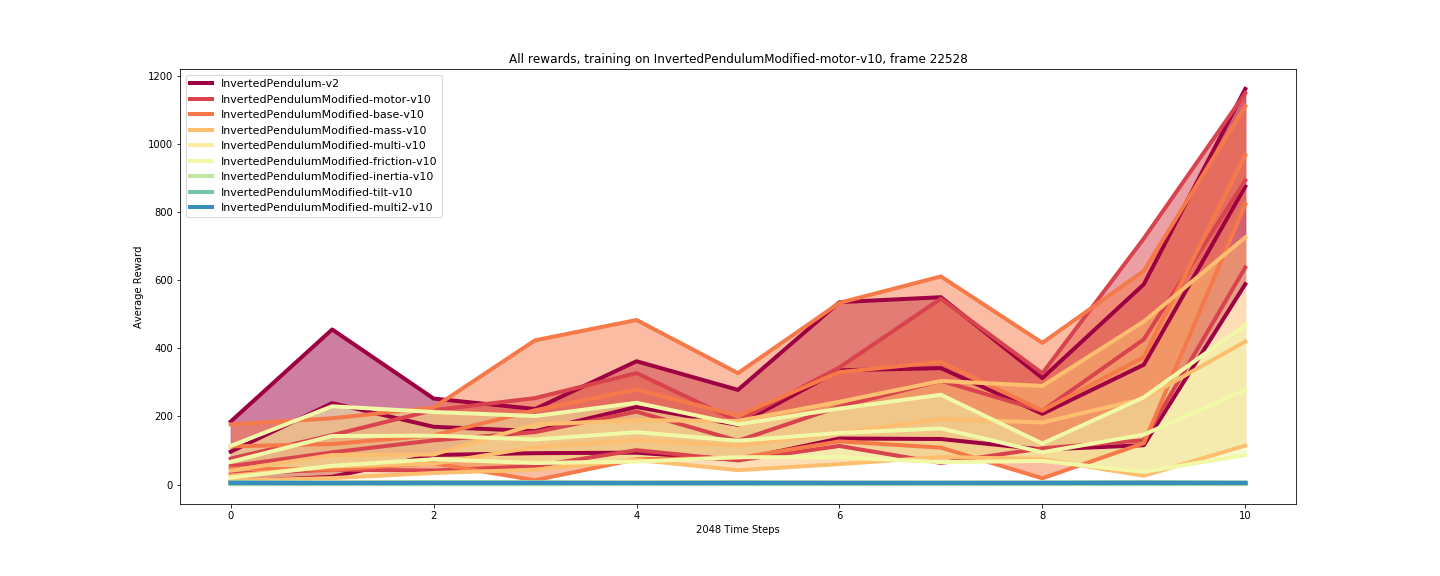 All rewards, training on InvertedPendulumModified-motor-v10, frame 22528
1200
1000
800
600
400
200
0
Average Reward
InvertedPendulum-v2
InvertedPendulumModified-motor-v10
InvertedPendulumModified-base-v10
InvertedPendulumModified-mass-v10
InvertedPendulumModified-multi-v10
InvertedPendulumModified-friction-v10
InvertedPendulumModified-inertia-v10
InvertedPendulumModified-tilt-v10
InvertedPendulumModified-multi2-v10
0 2 4 6 8 10
2048 Time Steps